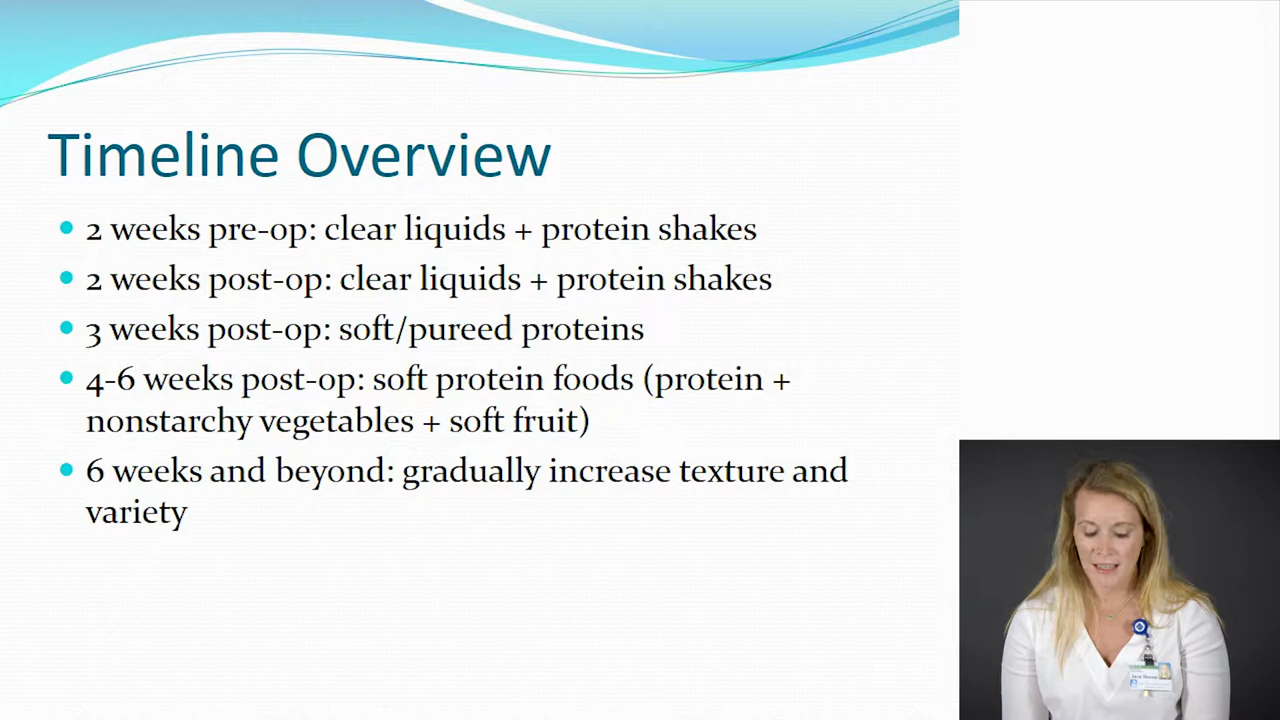 Timeline Overview
2 weeks pre-op: clear liquids + protein shakes
2 weeks post-op: clear liquids + protein shakes
3 weeks post-op: soft/pureed proteins
4-6 weeks post-op: soft protein foods (protein +
nonstarchy vegetables + soft fruit)
6 weeks and beyond: gradually increase texture and
variety